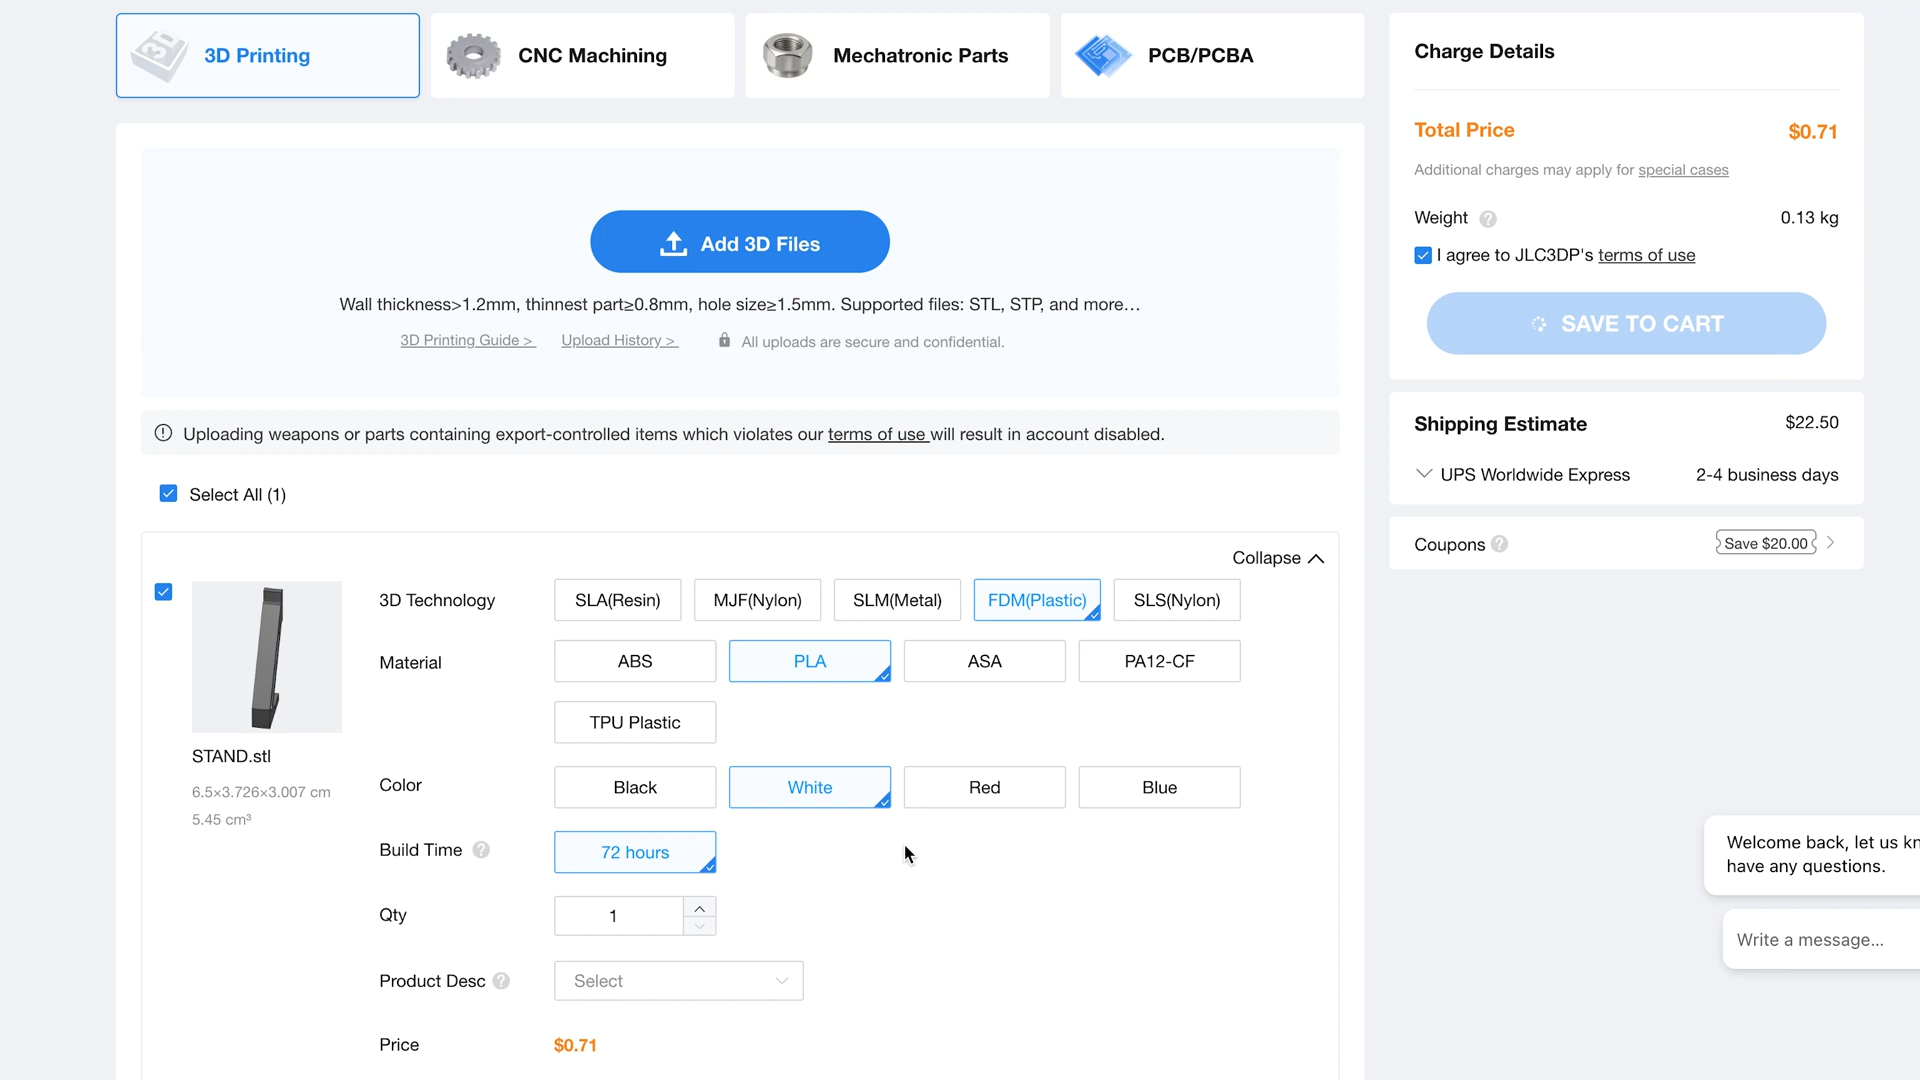 3D Printing
CNC Machining
Mechatronic Parts
PCB/PCBA
Add 3D Files
Wall thickness>1.2mm, thinnest part≥0.8mm, hole size≥1.5mm. Supported files: STL, STP, and more…
3D Printing Guide >
Upload History >
All uploads are secure and confidential.
Uploading weapons or parts containing export-controlled items which violates our terms of use will result in account disabled.
Select All (1)
Collapse
STAND.stl
6.5×3.726×3.007 cm
5.45 cm³
3D Technology
SLA(Resin)
MJF(Nylon)
SLM(Metal)
FDM(Plastic)
SLS(Nylon)
Material
ABS
PLA
ASA
PA12-CF
TPU Plastic
Color
Black
White
Red
Blue
Build Time
72 hours
Qty
1
Product Desc
Select
Price
$0.71
Charge Details
Total Price
$0.71
Additional charges may apply for special cases
Weight
0.13 kg
I agree to JLC3DP's terms of use
SAVE TO CART
Shipping Estimate
$22.50
UPS Worldwide Express
2-4 business days
Coupons
Save $20.00
Welcome back, let us
have any questions.
Write a message...